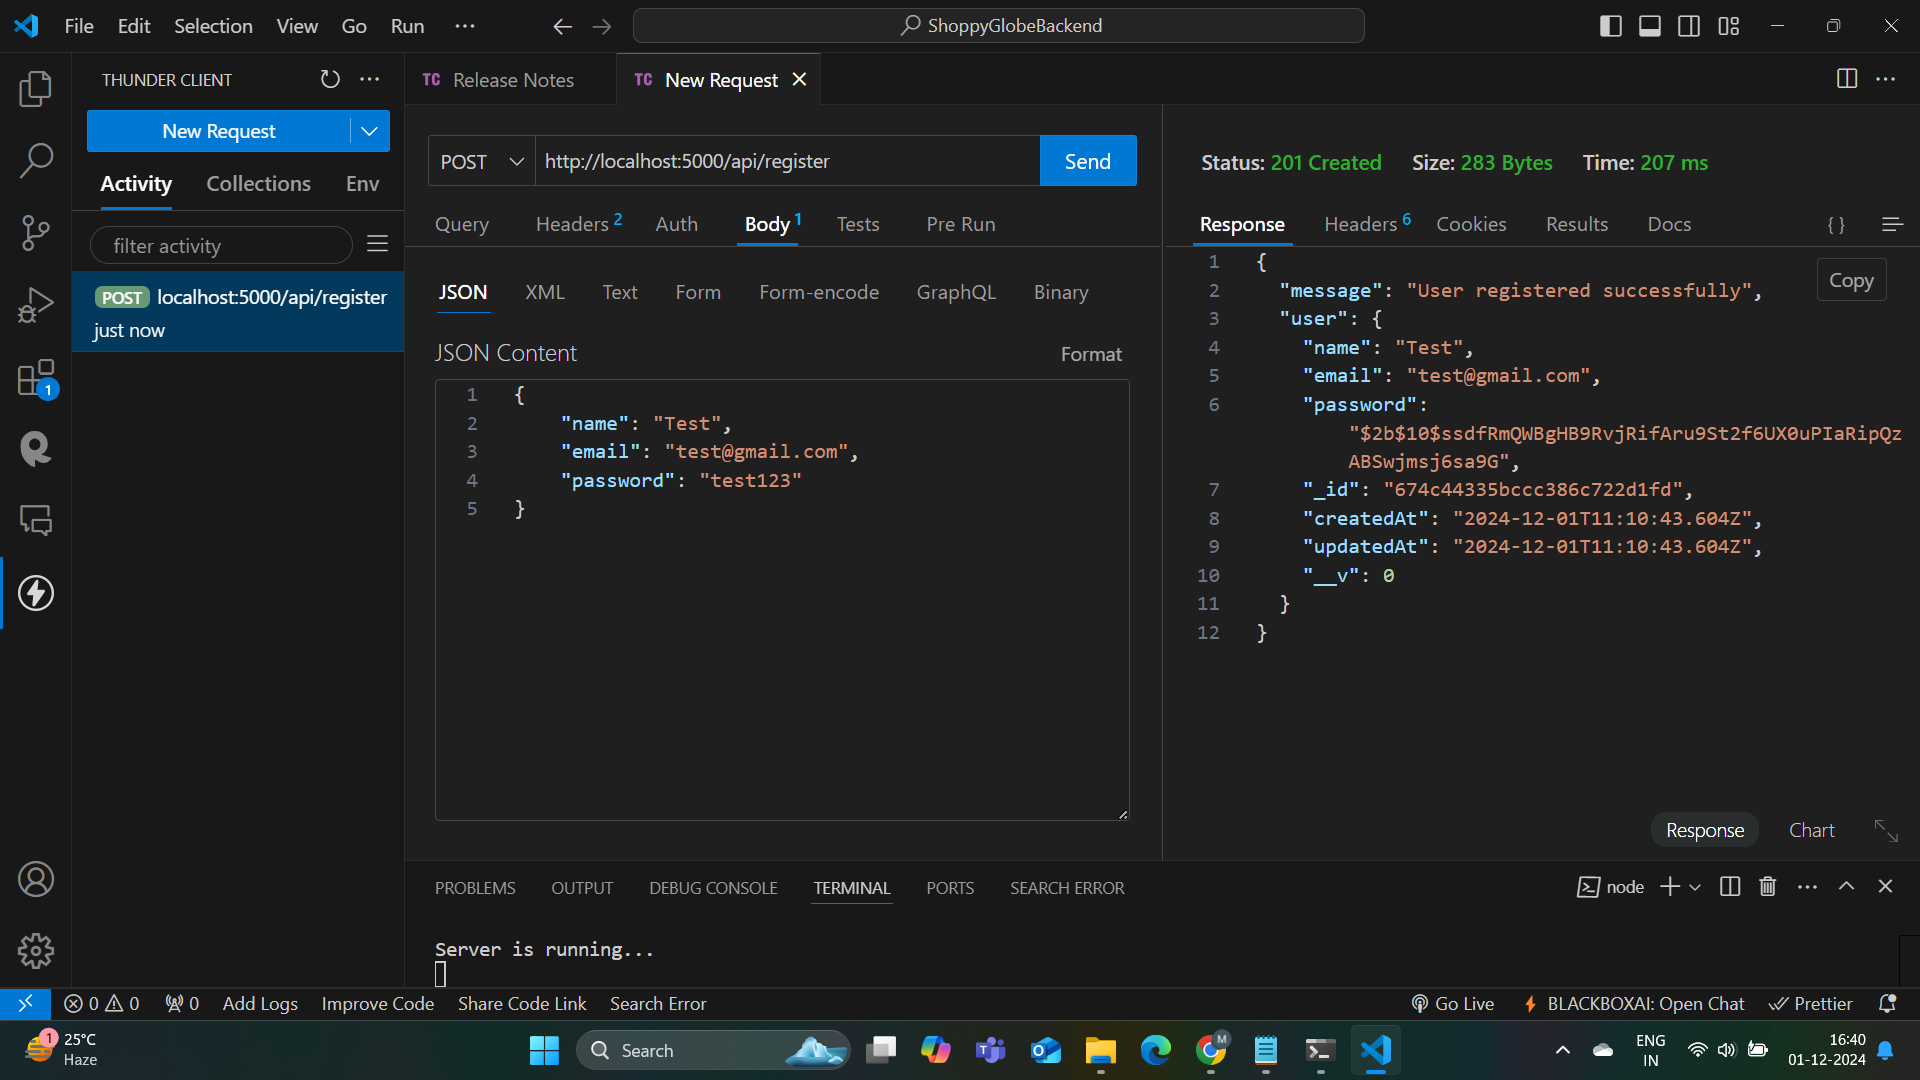 File Edit Selection View Go Run ...
ShoppyGlobeBackend
THUNDER CLIENT
New Request
Activity Collections Env
filter activity
POST localhost:5000/api/register
just now
TC Release Notes
TC New Request
POST http://localhost:5000/api/register Send
Query Headers 2 Auth Body 1 Tests Pre Run
JSON XML Text Form Form-encode GraphQL Binary
JSON Content Format
1 {
2 "name": "Test",
3 "email": "test@gmail.com",
4 "password": "test123"
5 }
Status: 201 Created Size: 283 Bytes Time: 207 ms
Response Headers 6 Cookies Results Docs { }
Copy
1 {
2 "message": "User registered successfully",
3 "user": {
4 "name": "Test",
5 "email": "test@gmail.com",
6 "password":
"$2b$10$ssdfRmQWBgHB9RvjRifAru9St2f6UX0uPIaRipQz
ABSwjmsj6sa9G",
7 "_id": "674c44335bccc386c722d1fd",
8 "createdAt": "2024-12-01T11:10:43.604Z",
9 "updatedAt": "2024-12-01T11:10:43.604Z",
10 "__v": 0
11 }
12 }
Response Chart
PROBLEMS OUTPUT DEBUG CONSOLE TERMINAL PORTS SEARCH ERROR
node
Server is running...
1
0 0 0 Add Logs Improve Code Share Code Link Search Error
Go Live BLACKBOXAI: Open Chat Prettier
1
25°C
Haze
Search
M
ENG
IN
16:40
01-12-2024